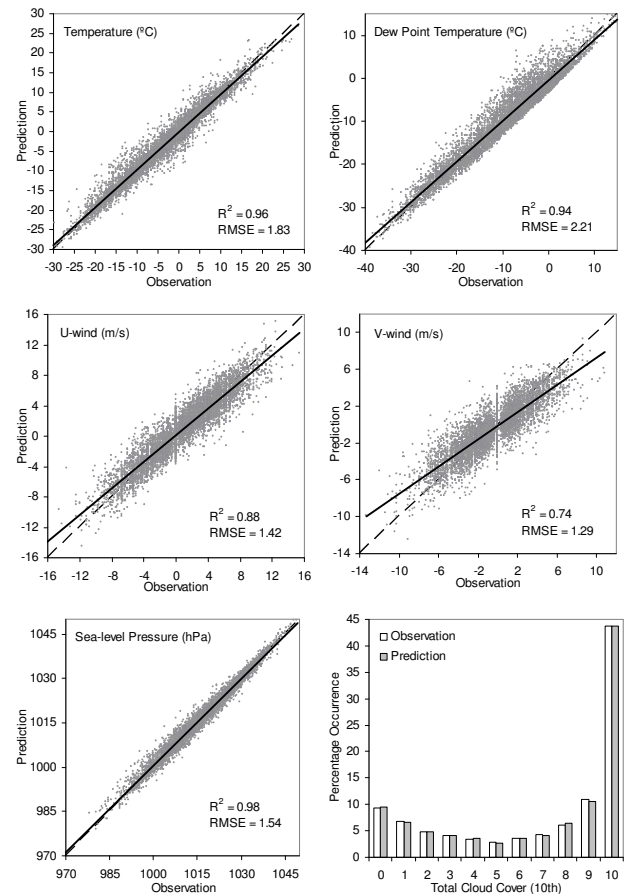 Temperature (ºC)
Predictionn
30
25
20
15
10
5
0
-5
-10
-15
-20
-25
-30
R² = 0.96
RMSE = 1.83
-30 -25 -20 -15 -10 -5 0 5 10 15 20 25 30
Observation
Dew Point Temperature (ºC)
Prediction
10
0
-10
-20
-30
-40
R² = 0.94
RMSE = 2.21
-40 -30 -20 -10 0 10
Observation
U-wind (m/s)
Prediction
16
12
8
4
0
-4
-8
-12
-16
R² = 0.88
RMSE = 1.42
-16 -12 -8 -4 0 4 8 12 16
Observation
V-wind (m/s)
Prediction
10
6
2
-2
-6
-10
-14
R² = 0.74
RMSE = 1.29
-14 -10 -6 -2 2 6 10
Observation
Sea-level Pressure (hPa)
Prediction
1045
1030
1015
1000
985
970
R² = 0.98
RMSE = 1.54
970 985 1000 1015 1030 1045
Observation
Percentage Occurrence
45
40
35
30
25
20
15
10
5
0
Observation
Prediction
0 1 2 3 4 5 6 7 8 9 10
Total Cloud Cover (10th)